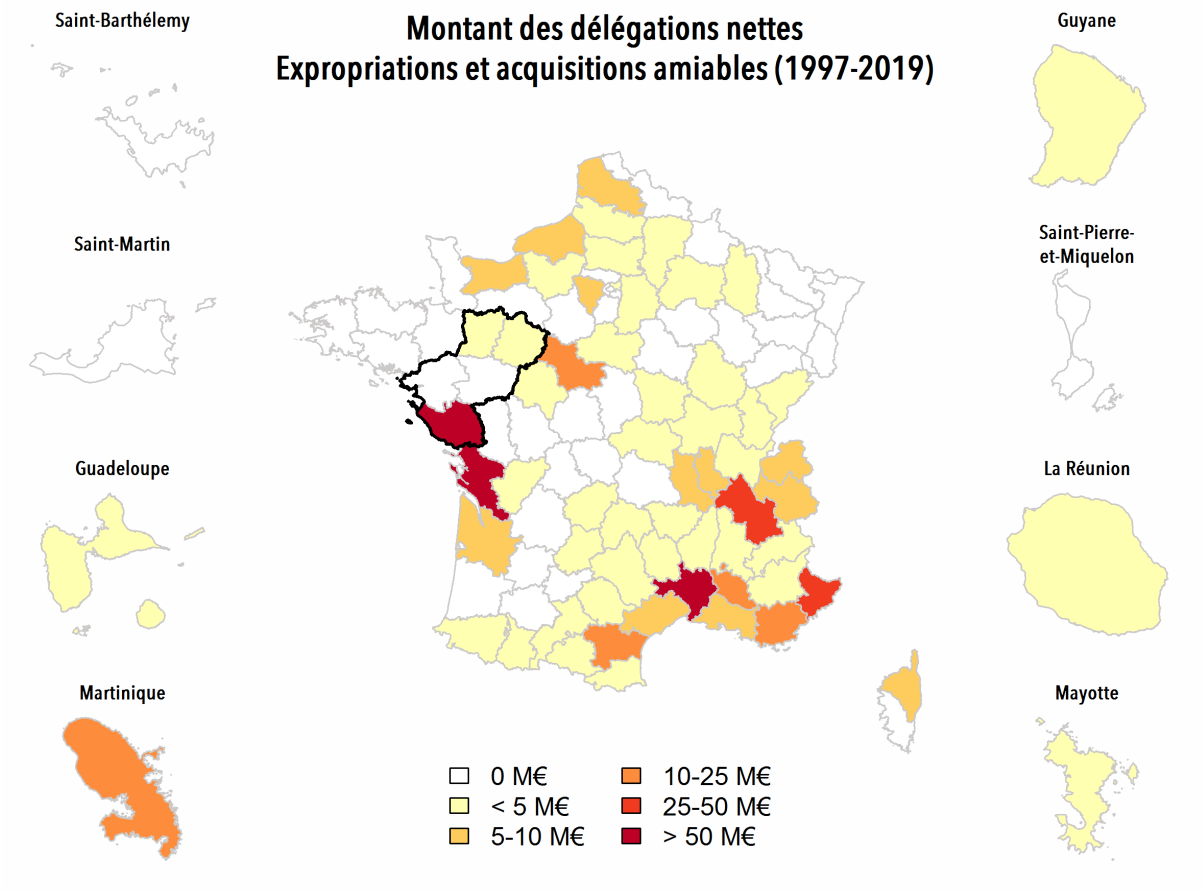 Montant des délégations nettes
Expropriations et acquisitions amiables (1997-2019)
Saint-Barthélemy
Saint-Martin
Guadeloupe
Martinique
Guyane
Saint-Pierre-
et-Miquelon
La Réunion
Mayotte
0 M€
< 5 M€
5-10 M€
10-25 M€
25-50 M€
> 50 M€